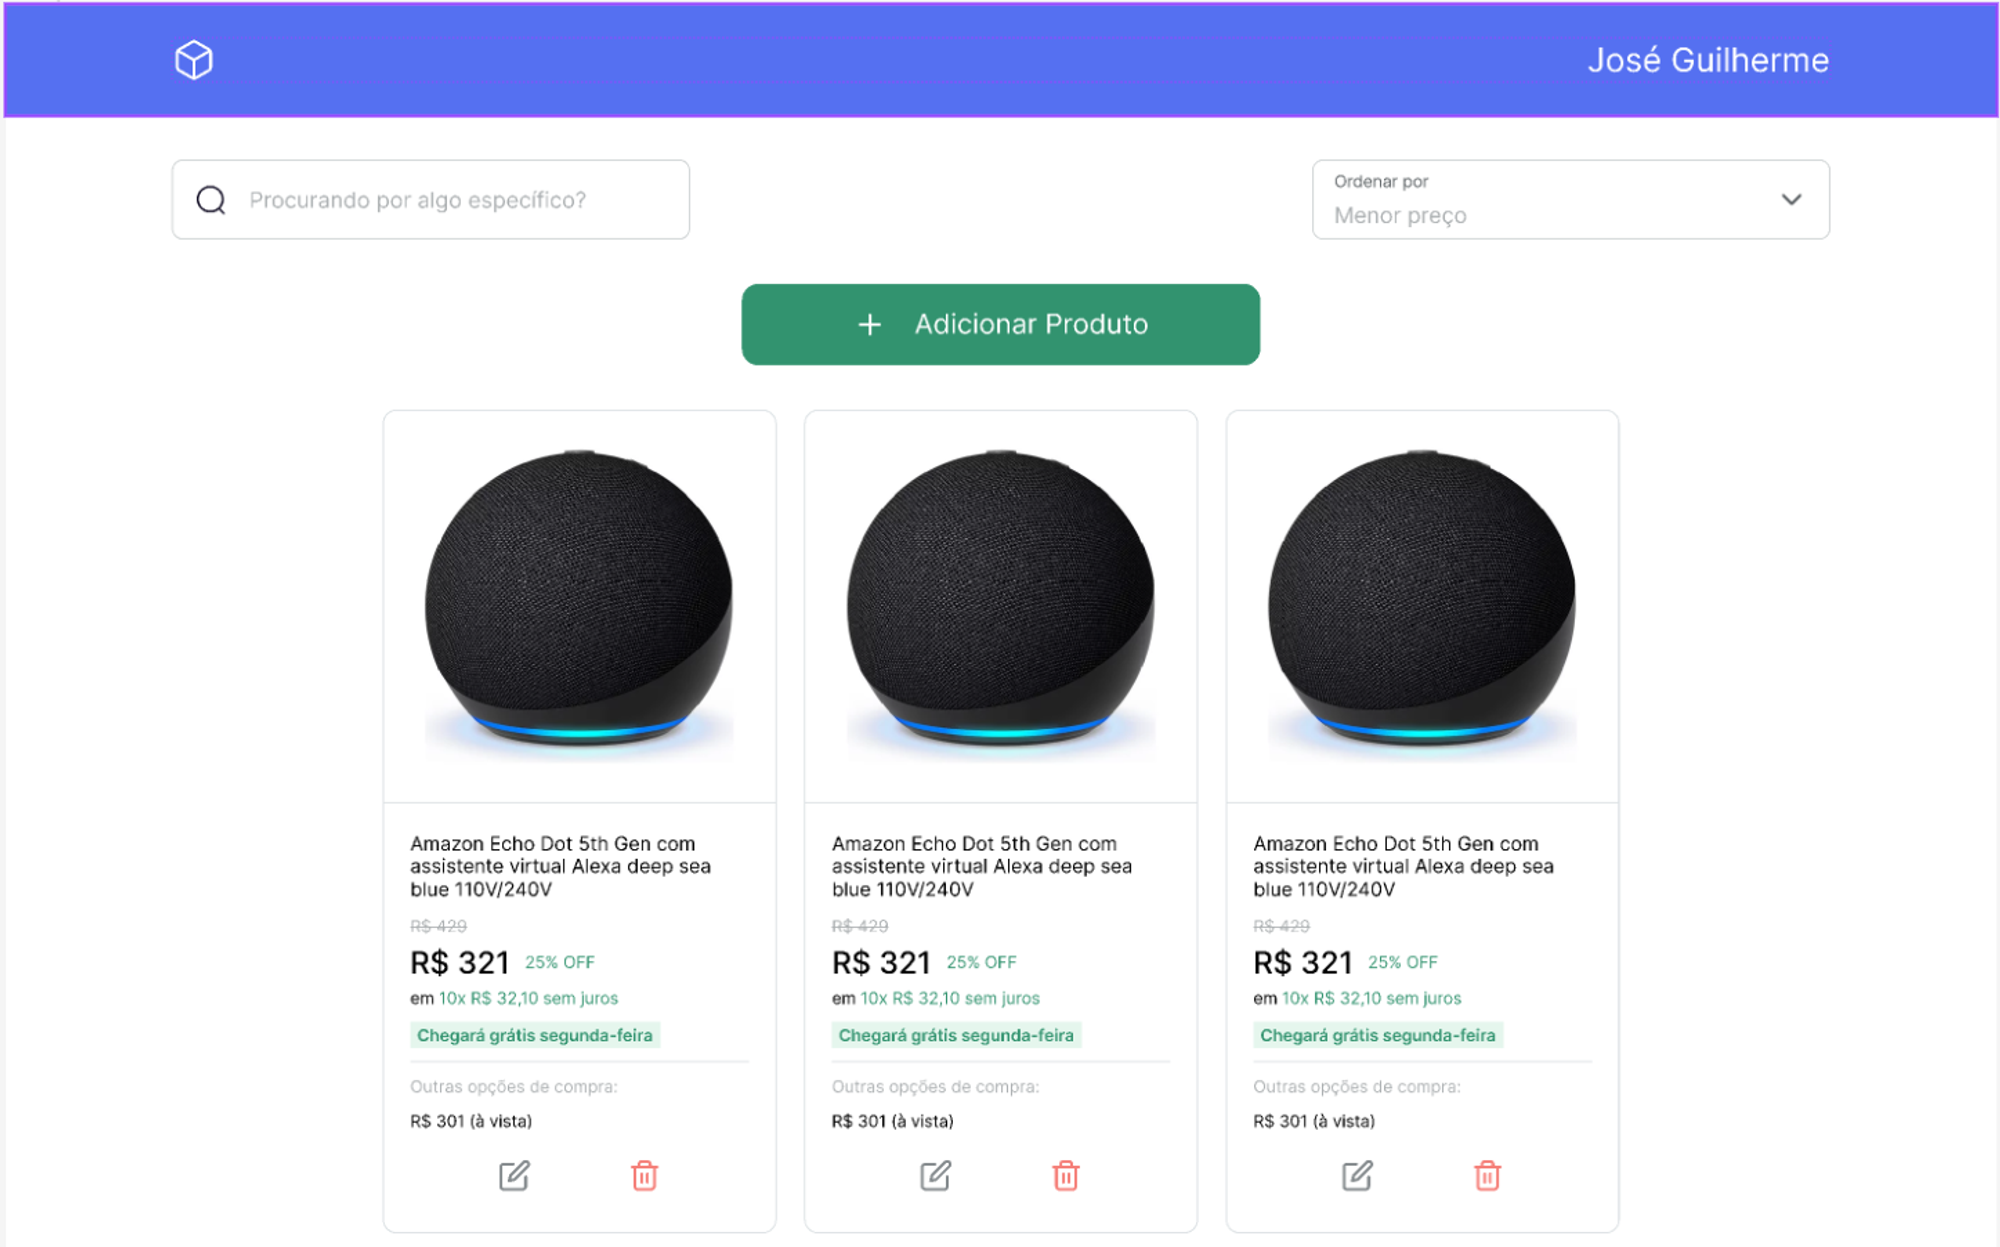 José Guilherme
Procurando por algo específico?
Ordenar por
Menor preço
+ Adicionar Produto
Amazon Echo Dot 5th Gen com
assistente virtual Alexa deep sea
blue 110V/240V
R$ 429
R$ 321 25% OFF
em 10x R$ 32,10 sem juros
Chegará grátis segunda-feira
Outras opções de compra:
R$ 301 (à vista)
Amazon Echo Dot 5th Gen com
assistente virtual Alexa deep sea
blue 110V/240V
R$ 429
R$ 321 25% OFF
em 10x R$ 32,10 sem juros
Chegará grátis segunda-feira
Outras opções de compra:
R$ 301 (à vista)
Amazon Echo Dot 5th Gen com
assistente virtual Alexa deep sea
blue 110V/240V
R$ 429
R$ 321 25% OFF
em 10x R$ 32,10 sem juros
Chegará grátis segunda-feira
Outras opções de compra:
R$ 301 (à vista)